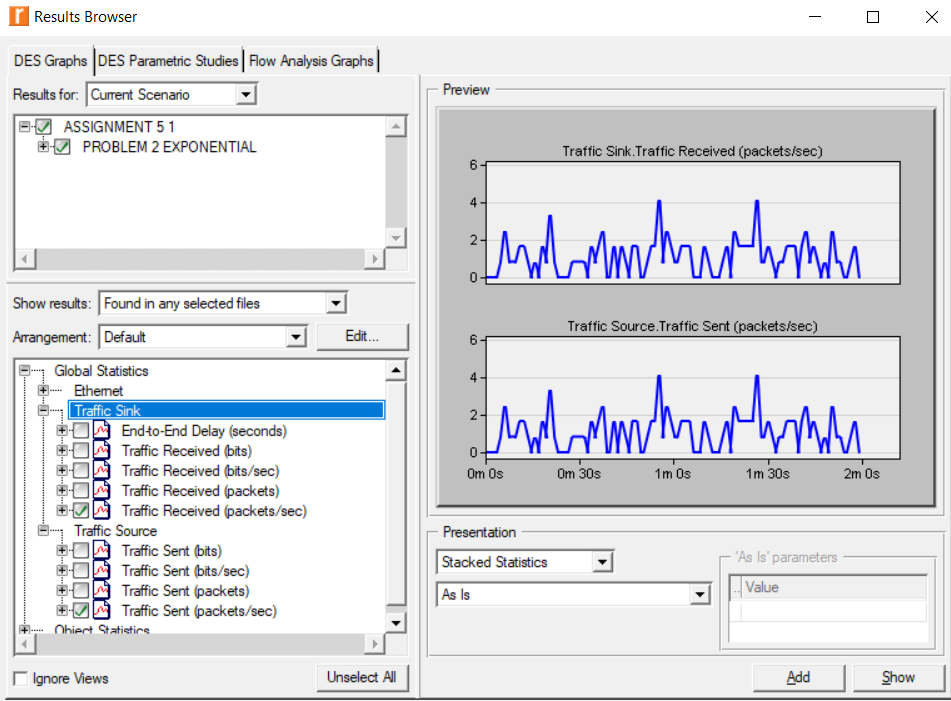 Results Browser
DES Graphs DES Parametric Studies Flow Analysis Graphs
Results for: Current Scenario
ASSIGNMENT 5 1
PROBLEM 2 EXPONENTIAL
Show results: Found in any selected files
Arrangement: Default Edit...
Global Statistics
Ethernet
Traffic Sink
End-to-End Delay (seconds)
Traffic Received (bits)
Traffic Received (bits/sec)
Traffic Received (packets)
Traffic Received (packets/sec)
Traffic Source
Traffic Sent (bits)
Traffic Sent (bits/sec)
Traffic Sent (packets)
Traffic Sent (packets/sec)
Object Statistics
Ignore Views Unselect All
Preview
Traffic Sink.Traffic Received (packets/sec)
6
4
2
0
Traffic Source.Traffic Sent (packets/sec)
6
4
2
0
0m 0s 0m 30s 1m 0s 1m 30s 2m 0s
Presentation
Stacked Statistics
As Is
'As Is' parameters
.. Value
Add Show